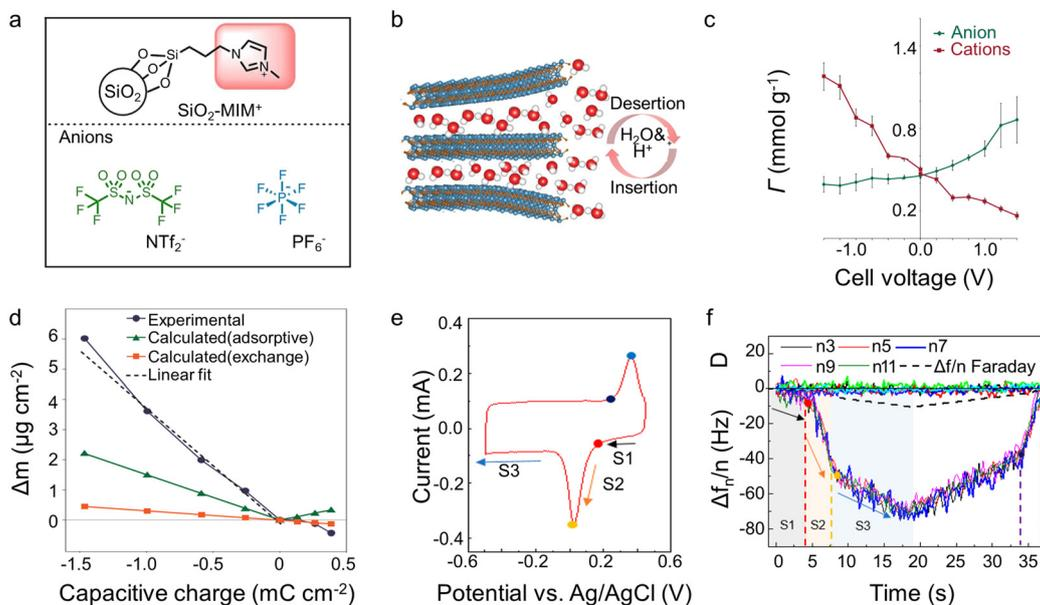 a
SiO₂
O
O
O
Si
N
N
+
SiO₂-MIM⁺
Anions
O
O
O
O
S
N
-
S
F
F
F
F
F
F
NTf₂⁻
F
F
F
P
F
F
F
PF₆⁻
b
Desertion
H₂O&
H⁺
Insertion
c
Anion
Cations
1.4
0.8
0.2
Γ (mmol g⁻¹)
-1.0
0.0
1.0
Cell voltage (V)
d
Experimental
Calculated(adsorptive)
Calculated(exchange)
Linear fit
6
5
4
3
2
1
0
Δm (μg cm⁻²)
-1.5
-1.0
-0.5
0.0
0.5
Capacitive charge (mC cm⁻²)
e
0.4
0.2
0.0
-0.2
-0.4
Current (mA)
S1
S2
S3
-0.6
-0.2
0.2
0.6
Potential vs. Ag/AgCl (V)
f
n3 n5 n7
n9 n11 Δf/n Faraday
20
0
-20
-40
-60
-80
D
Δfₙ/n (Hz)
S1
S2
S3
0 5 10 15 20 25 30 35
Time (s)